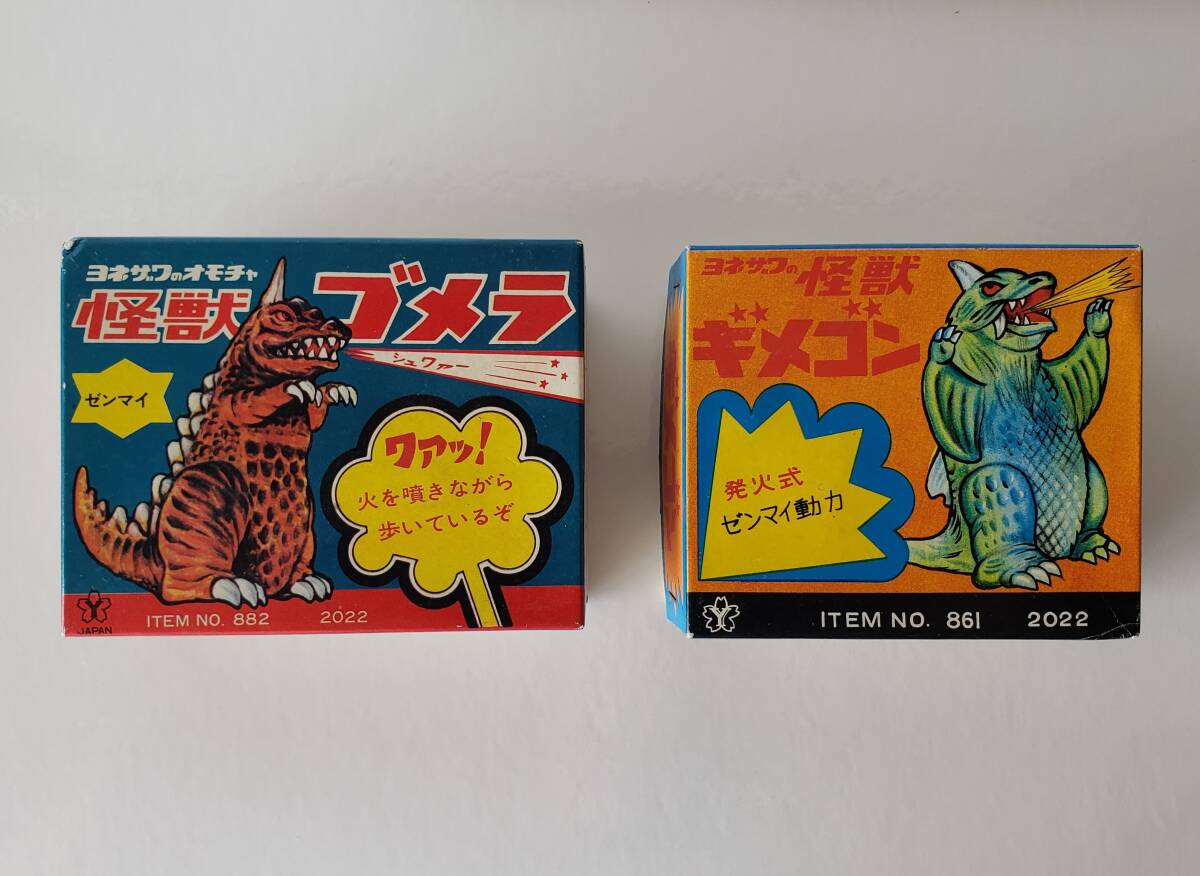 ヨネザワのオモチャ
怪獣 ゴメラ
シュワァー
ゼンマイ
ワアッ!
火を噴きながら
歩いているぞ
Y
JAPAN
ITEM NO. 882 2022
ヨネザワの 怪獣
ギメゴン
発火式
ゼンマイ動力
Y
ITEM NO. 861 2022